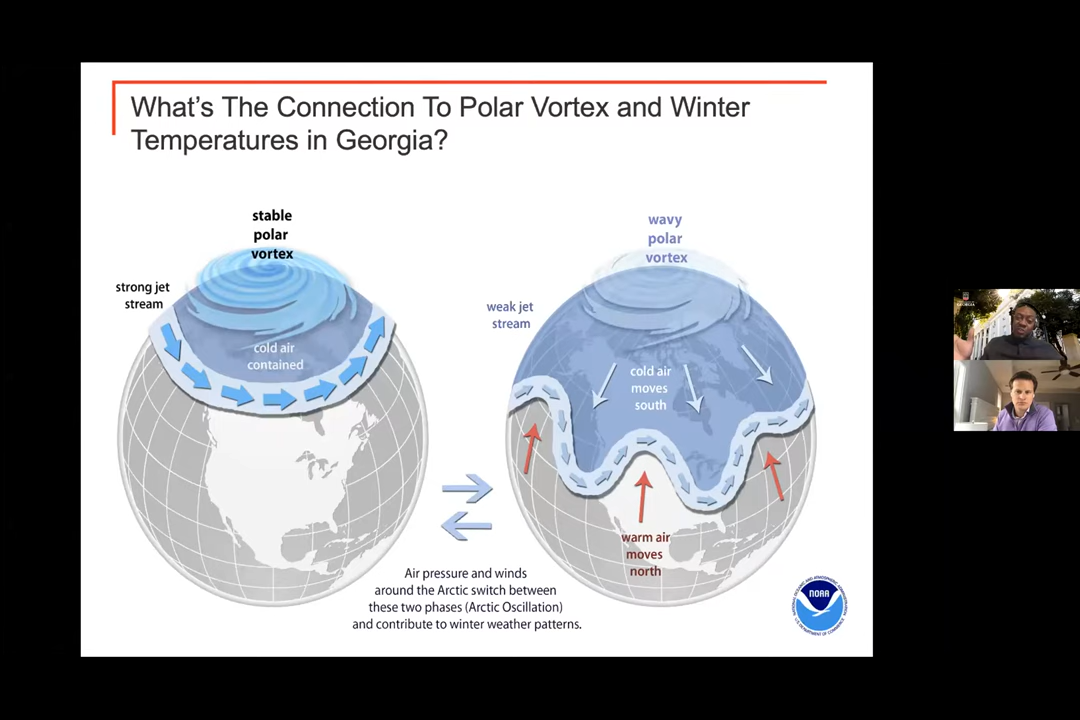 What's The Connection To Polar Vortex and Winter
Temperatures in Georgia?
stable
polar
vortex
strong jet
stream
cold air
contained
wavy
polar
vortex
weak jet
stream
cold air
moves
south
warm air
moves
north
Air pressure and winds
around the Arctic switch between
these two phases (Arctic Oscillation)
and contribute to winter weather patterns.
NOAA
GEORGIA